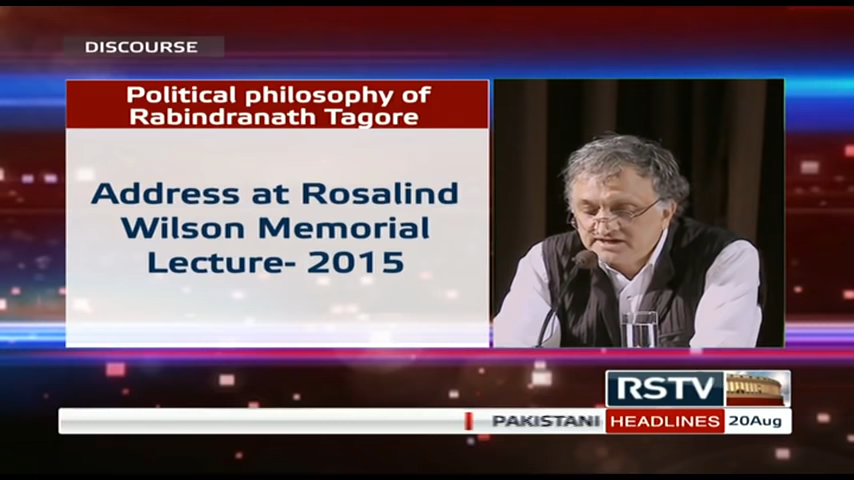 DISCOURSE
Political philosophy of
Rabindranath Tagore
Address at Rosalind
Wilson Memorial
Lecture- 2015
RSTV
PAKISTANI HEADLINES 20Aug